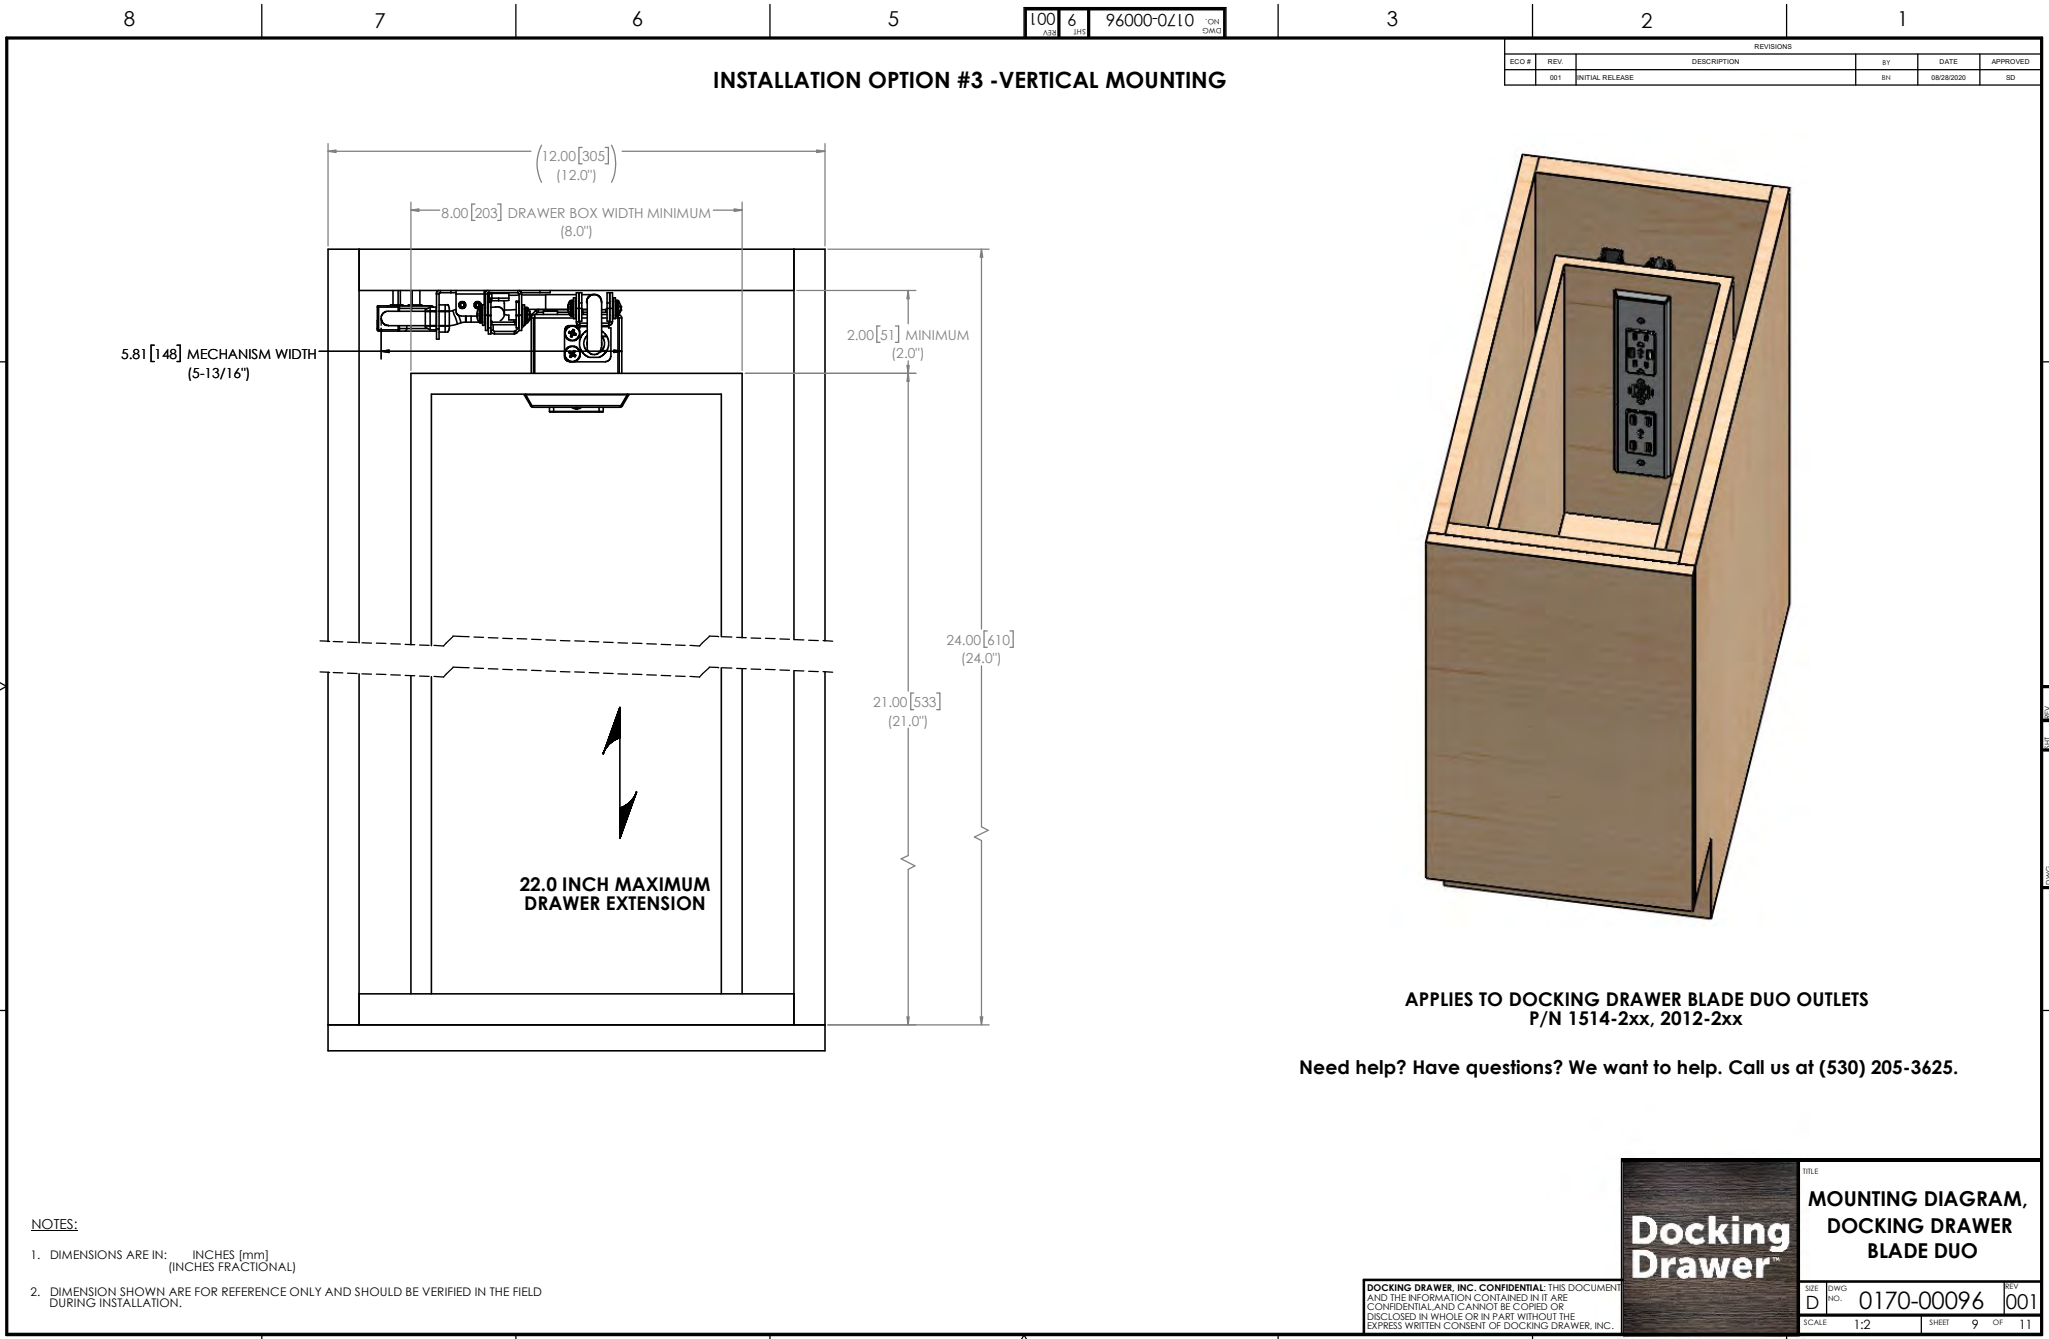 8 7 6 5 3 2 1
DWG NO. 0170-00096 SHT 9 REV 001
INSTALLATION OPTION #3 -VERTICAL MOUNTING
REVISIONS
ECO # REV. DESCRIPTION BY DATE APPROVED
001 INITIAL RELEASE BN 08/28/2020 SD
(12.00[305])
(12.0")
8.00[203] DRAWER BOX WIDTH MINIMUM
(8.0")
2.00[51] MINIMUM
(2.0")
5.81[148] MECHANISM WIDTH
(5-13/16")
24.00[610]
(24.0")
21.00[533]
(21.0")
22.0 INCH MAXIMUM
DRAWER EXTENSION
REV
SHT
DWG
APPLIES TO DOCKING DRAWER BLADE DUO OUTLETS
P/N 1514-2xx, 2012-2xx
Need help? Have questions? We want to help. Call us at (530) 205-3625.
NOTES:
1. DIMENSIONS ARE IN: INCHES [mm]
(INCHES FRACTIONAL)
2. DIMENSION SHOWN ARE FOR REFERENCE ONLY AND SHOULD BE VERIFIED IN THE FIELD
DURING INSTALLATION.
DOCKING DRAWER, INC. CONFIDENTIAL: THIS DOCUMENT
AND THE INFORMATION CONTAINED IN IT ARE
CONFIDENTIAL,AND CANNOT BE COPIED OR
DISCLOSED IN WHOLE OR IN PART WITHOUT THE
EXPRESS WRITTEN CONSENT OF DOCKING DRAWER, INC.
Docking
Drawer™
TITLE
MOUNTING DIAGRAM,
DOCKING DRAWER
BLADE DUO
SIZE D DWG NO. 0170-00096 REV 001
SCALE 1:2 SHEET 9 OF 11